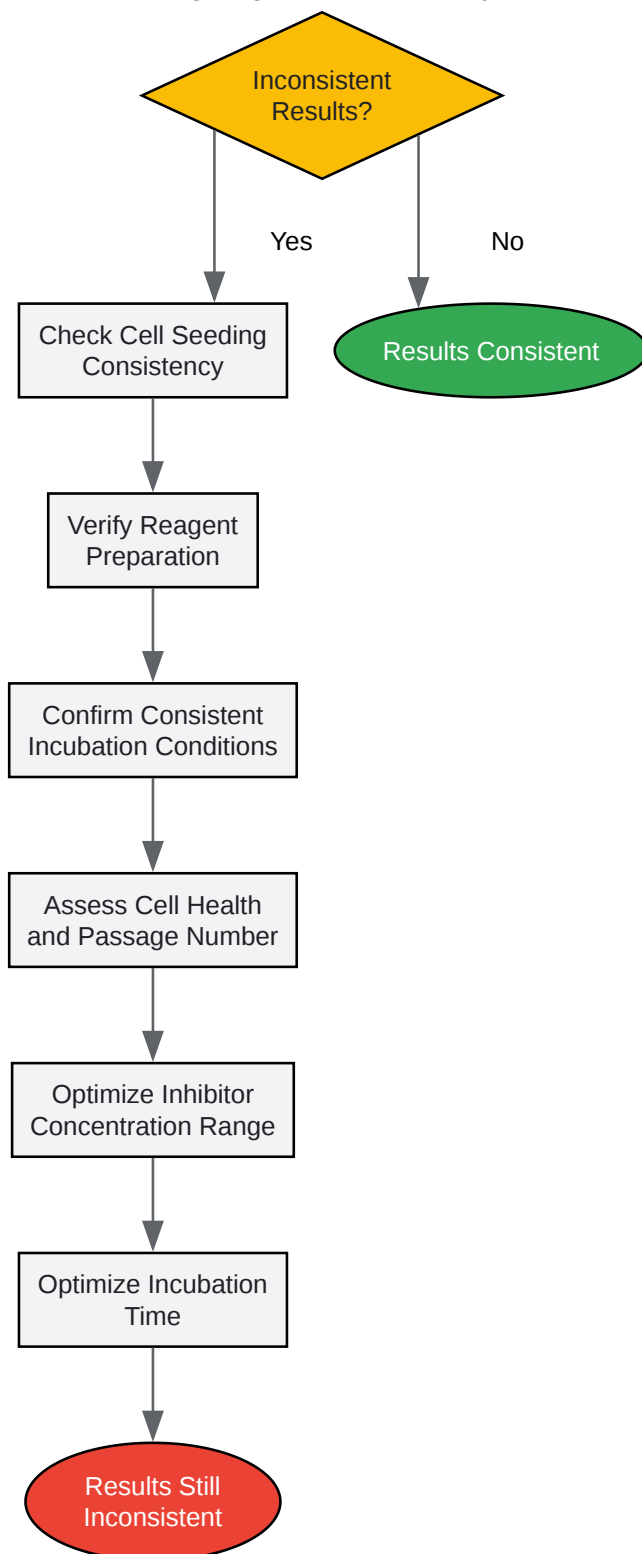 Inconsistent
Results?
Yes
No
Check Cell Seeding
Consistency
Results Consistent
Verify Reagent
Preparation
Confirm Consistent
Incubation Conditions
Assess Cell Health
and Passage Number
Optimize Inhibitor
Concentration Range
Optimize Incubation
Time
Results Still
Inconsistent